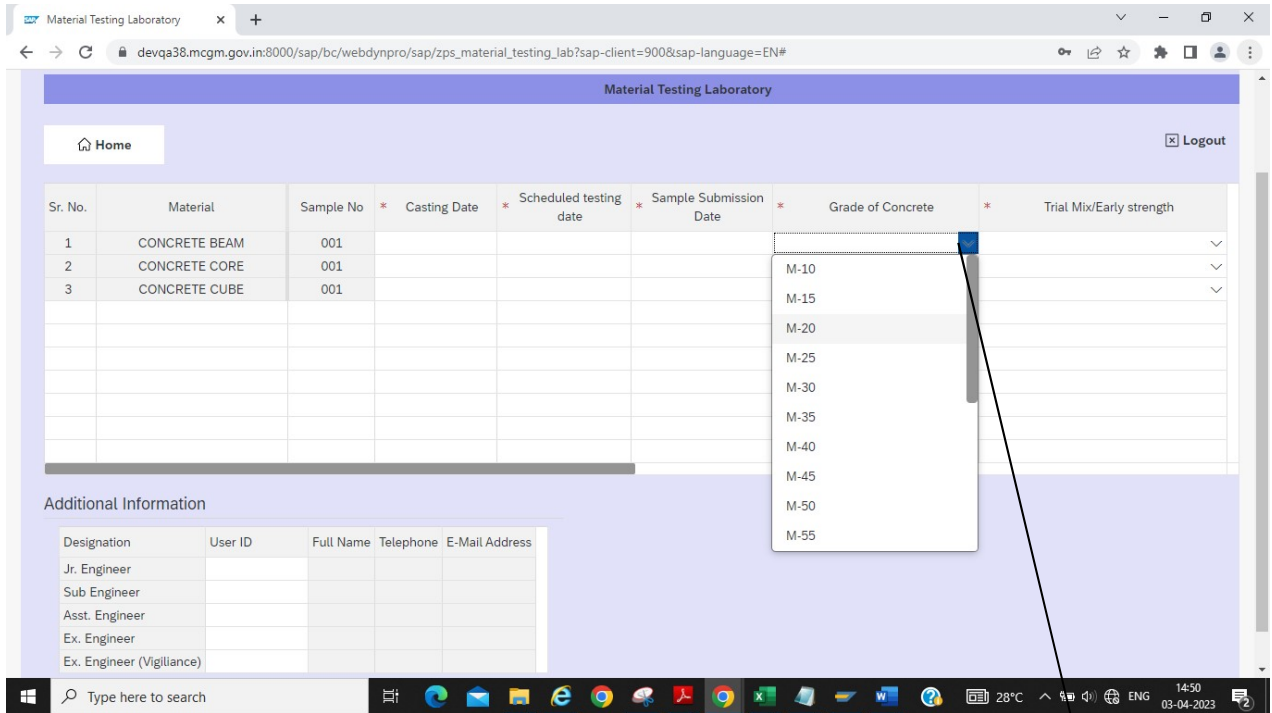 SAP Material Testing Laboratory
devqa38.mcgm.gov.in:8000/sap/bc/webdynpro/sap/zps_material_testing_lab?sap-client=900&sap-language=EN#
Material Testing Laboratory
Home
Logout
Sr. No. Material Sample No * Casting Date * Scheduled testing date * Sample Submission Date * Grade of Concrete * Trial Mix/Early strength
1 CONCRETE BEAM 001
2 CONCRETE CORE 001
3 CONCRETE CUBE 001
M-10
M-15
M-20
M-25
M-30
M-35
M-40
M-45
M-50
M-55
Additional Information
Designation User ID Full Name Telephone E-Mail Address
Jr. Engineer
Sub Engineer
Asst. Engineer
Ex. Engineer
Ex. Engineer (Vigiliance)
Type here to search
28°C ENG 14:50
03-04-2023
2